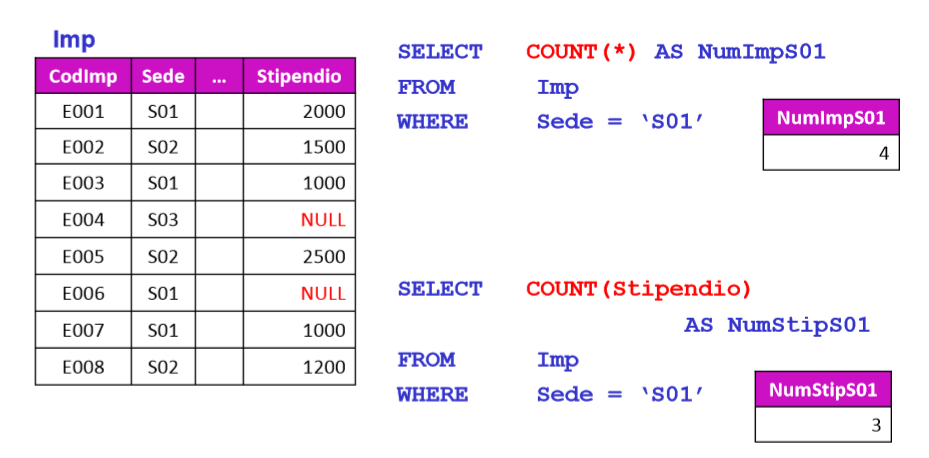 Imp
CodImp Sede ... Stipendio
E001 S01 2000
E002 S02 1500
E003 S01 1000
E004 S03 NULL
E005 S02 2500
E006 S01 NULL
E007 S01 1000
E008 S02 1200
SELECT COUNT(*) AS NumImpS01
FROM Imp
WHERE Sede = ‘S01’
NumImpS01
4
SELECT COUNT(Stipendio)
AS NumStipS01
FROM Imp
WHERE Sede = ‘S01’
NumStipS01
3